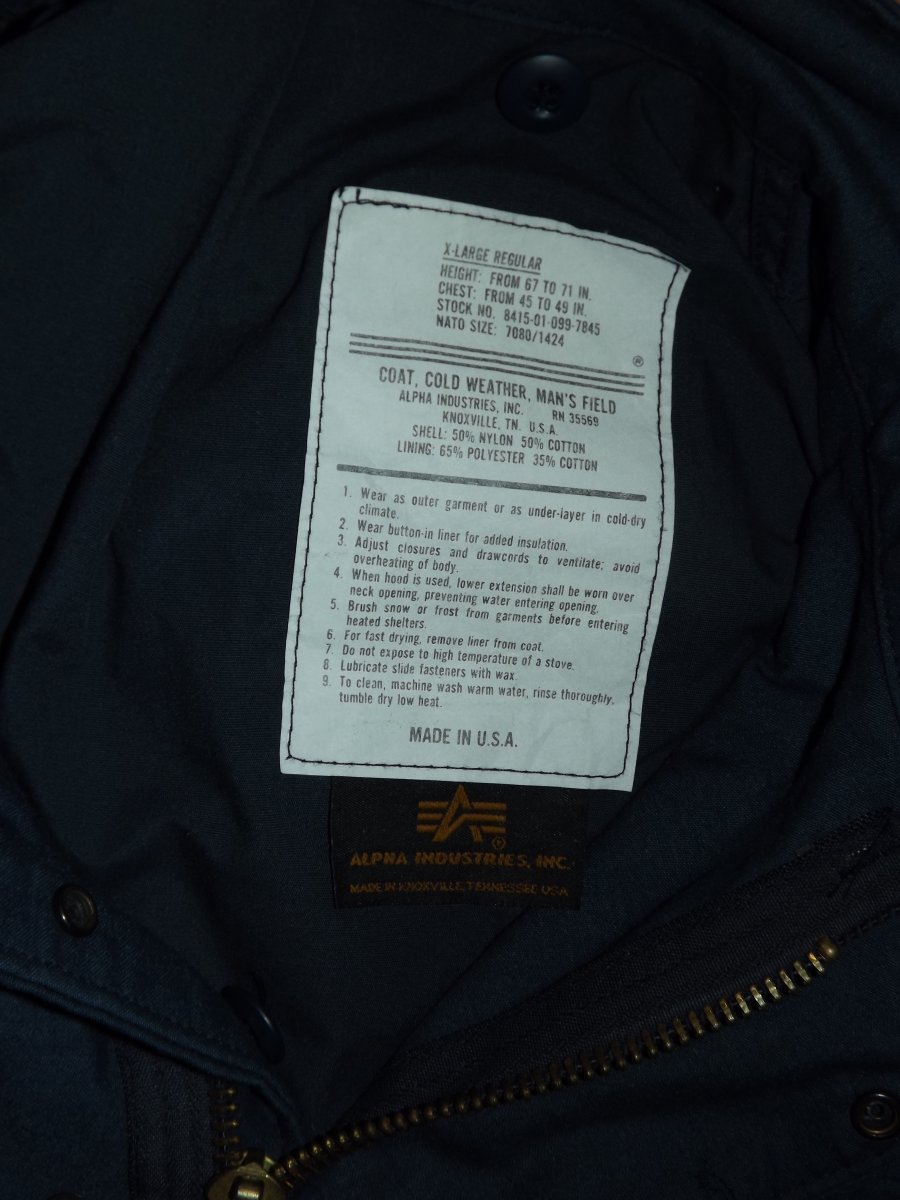 X-LARGE REGULAR
HEIGHT: FROM 67 TO 71 IN.
CHEST: FROM 45 TO 49 IN.
STOCK NO. 8415-01-099-7845
NATO SIZE: 7080/1424
®
COAT, COLD WEATHER, MAN'S FIELD
ALPHA INDUSTRIES, INC. RN 35569
KNOXVILLE, TN. U.S.A.
SHELL: 50% NYLON 50% COTTON
LINING: 65% POLYESTER 35% COTTON
1. Wear as outer garment or as under-layer in cold-dry
climate.
2. Wear button-in liner for added insulation.
3. Adjust closures and drawcords to ventilate; avoid
overheating of body.
4. When hood is used, lower extension shall be worn over
neck opening, preventing water entering opening.
5. Brush snow or frost from garments before entering
heated shelters.
6. For fast drying, remove liner from coat.
7. Do not expose to high temperature of a stove.
8. Lubricate slide fasteners with wax.
9. To clean, machine wash warm water, rinse thoroughly,
tumble dry low heat.
MADE IN U.S.A.
®
ALPHA INDUSTRIES, INC.
MADE IN KNOXVILLE, TENNESSEE USA